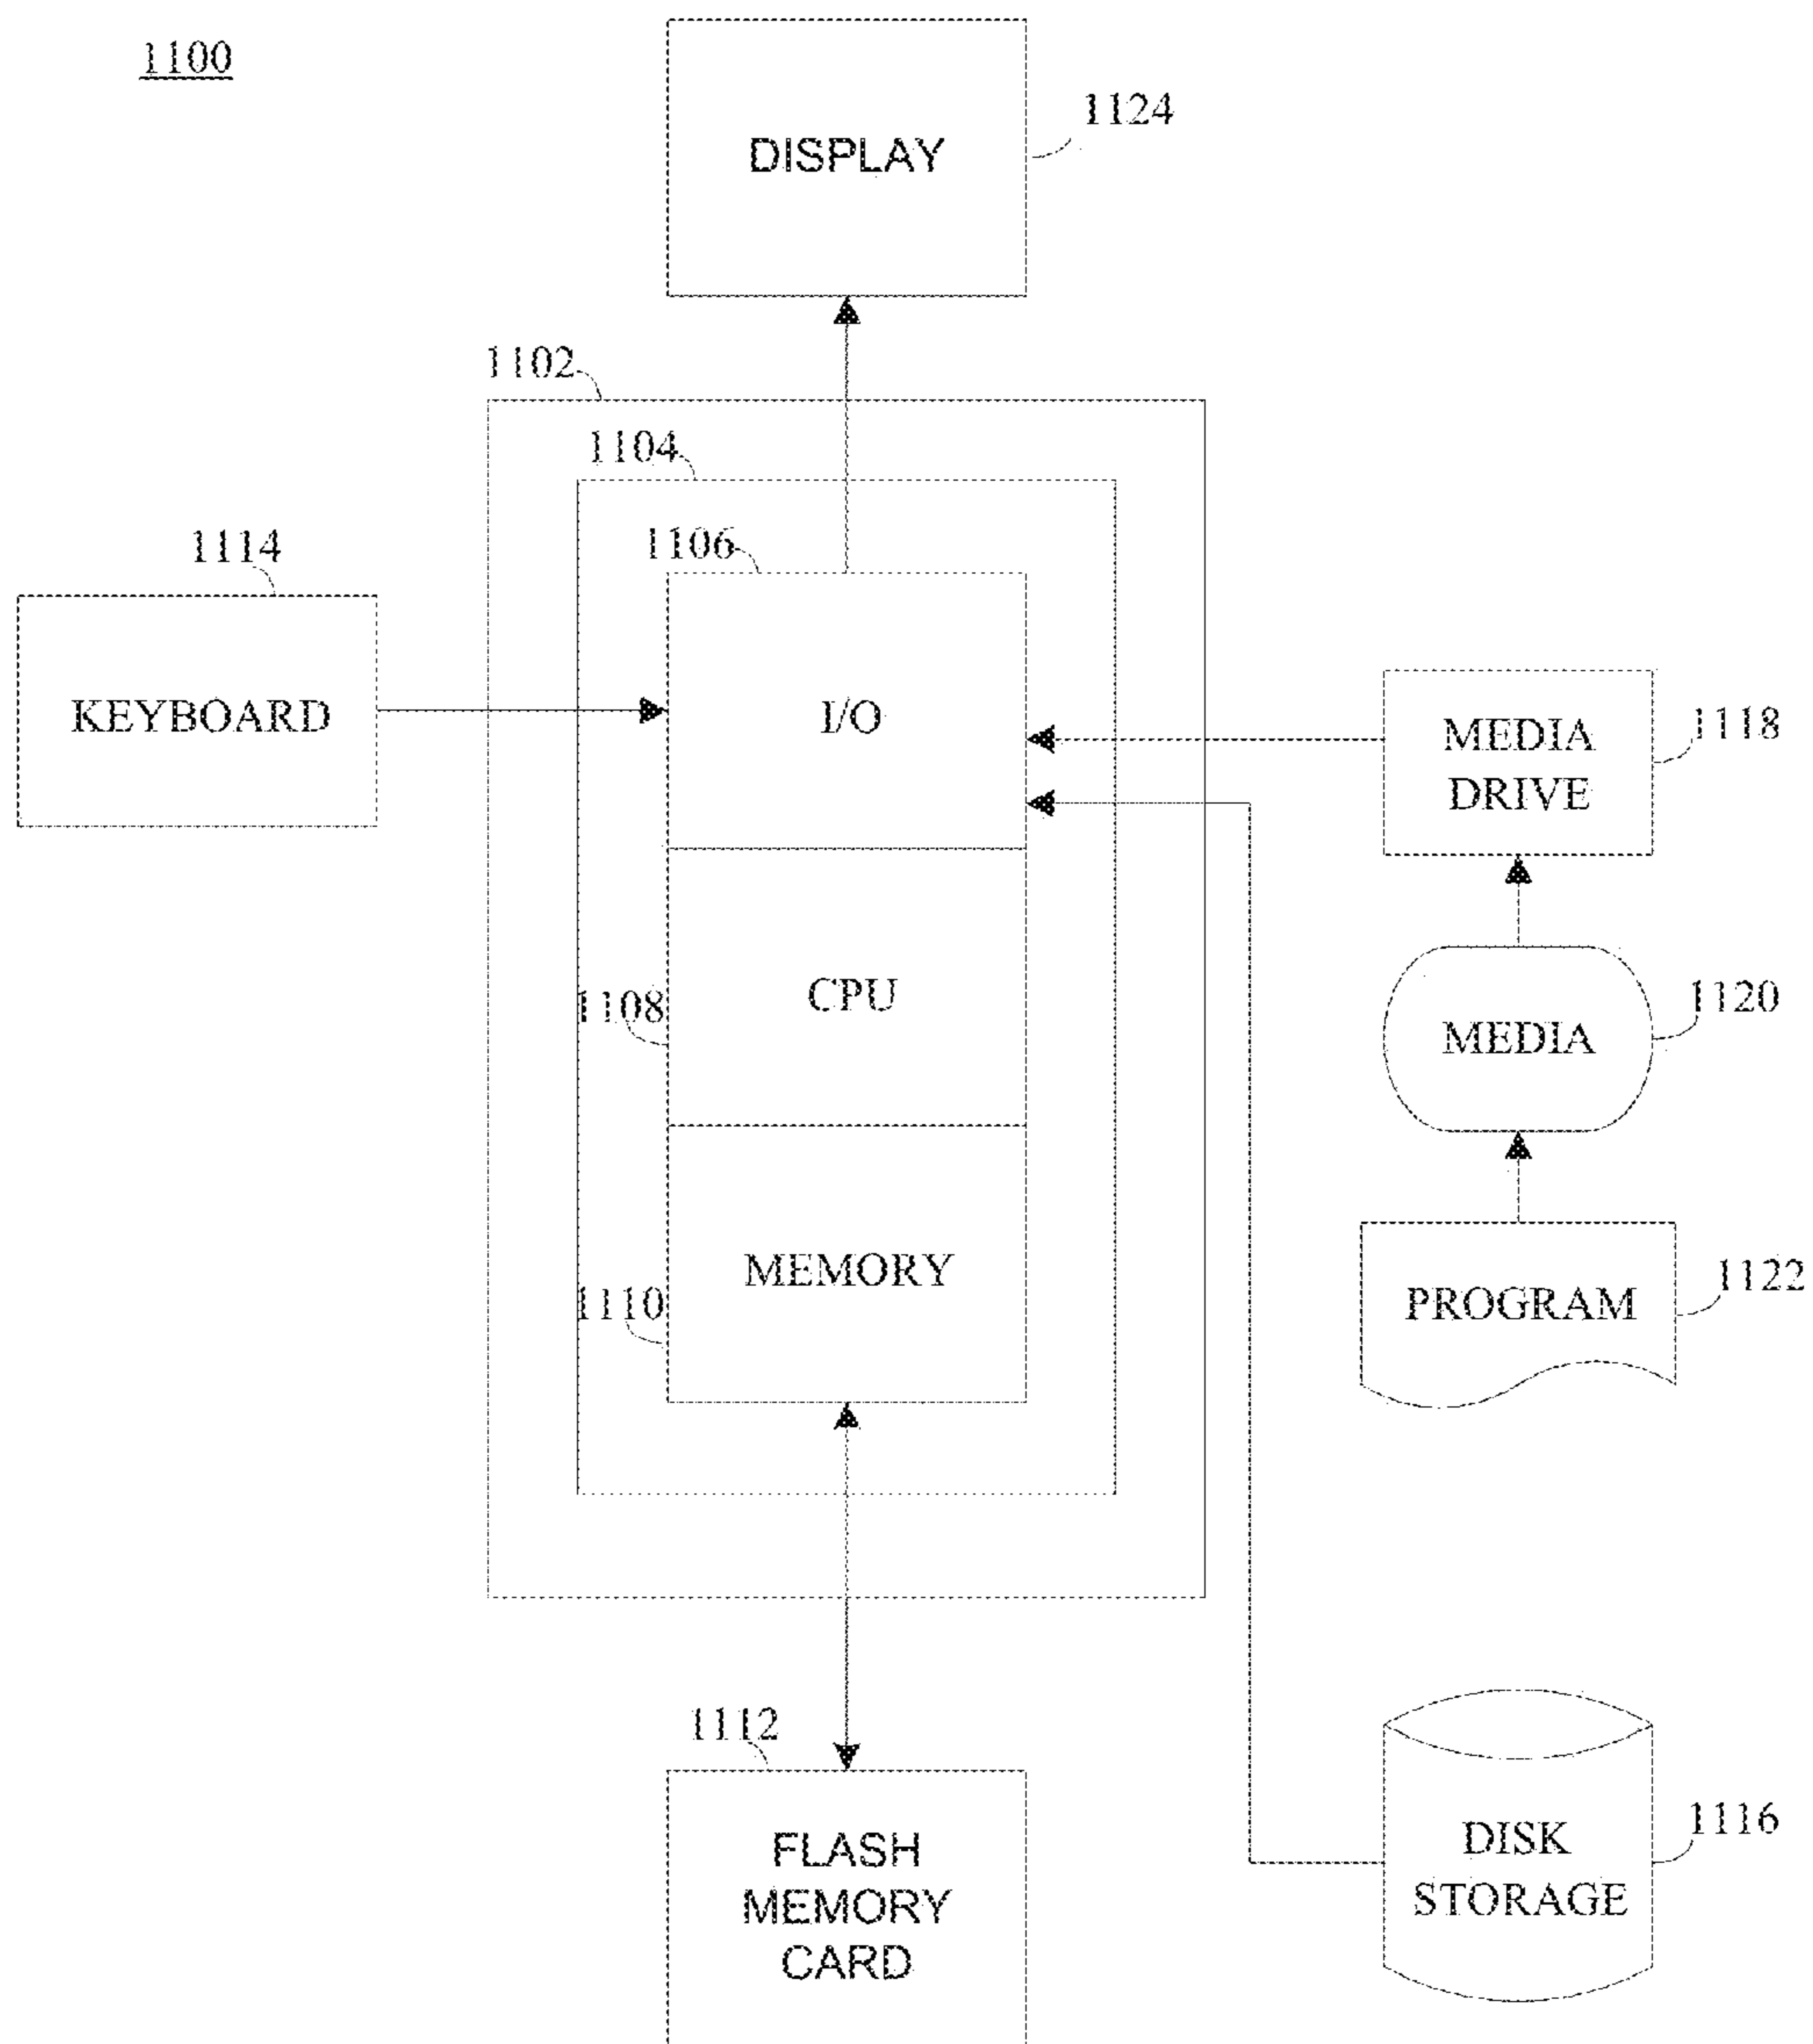 1100
DISPLAY
1124
1102
1104
1106
1114
KEYBOARD
I/O
MEDIA
DRIVE
1118
1108
CPU
MEDIA
1120
1110
MEMORY
PROGRAM
1122
1112
FLASH
MEMORY
CARD
DISK
STORAGE
1116